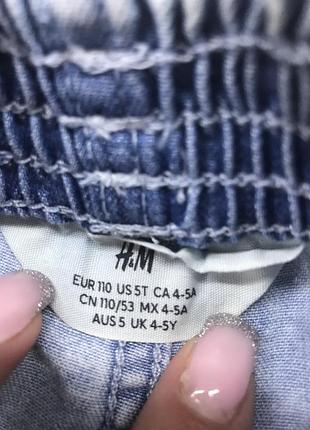 H&M
EUR 110 US 5T CA 4-5A
CN 110/53 MX 4-5A
AUS 5 UK 4-5Y